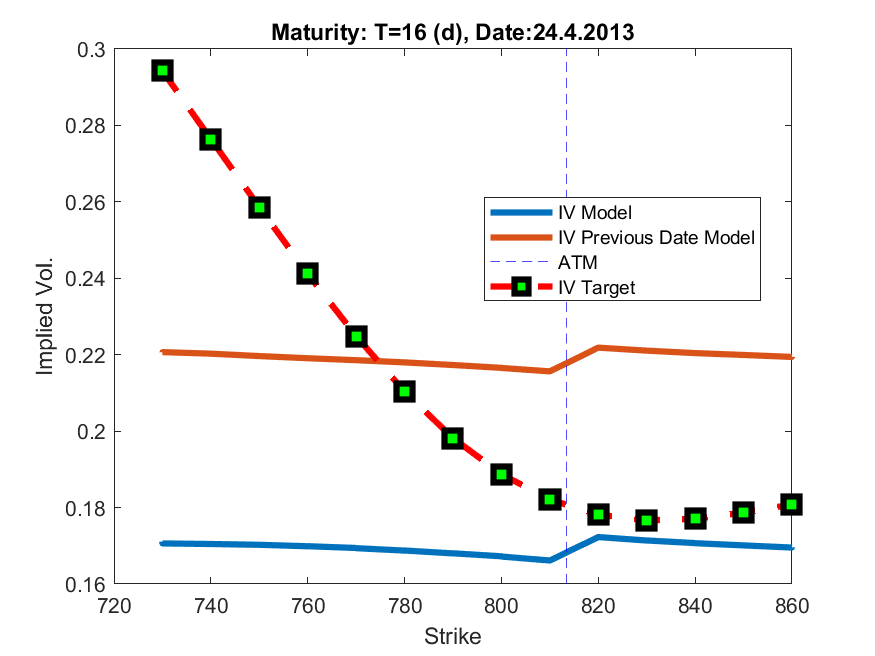 Maturity: T=16 (d), Date:24.4.2013
0.3
0.28
0.26
0.24
0.22
0.2
0.18
0.16
Implied Vol.
IV Model
IV Previous Date Model
ATM
IV Target
720
740
760
780
800
820
840
860
Strike